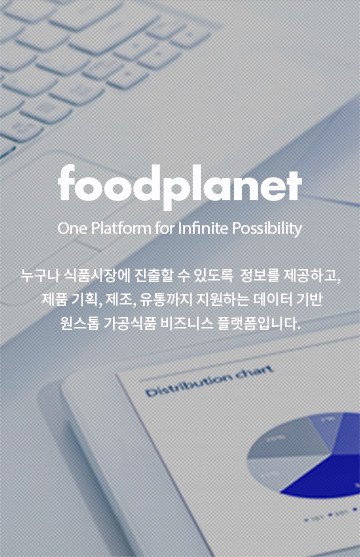 foodplanet
One Platform for Infinite Possibility
누구나 식품시장에 진출할 수 있도록 정보를 제공하고,
제품 기획, 제조, 유통까지 지원하는 데이터 기반
원스톱 가공식품 비즈니스 플랫폼입니다.
Distribution chart